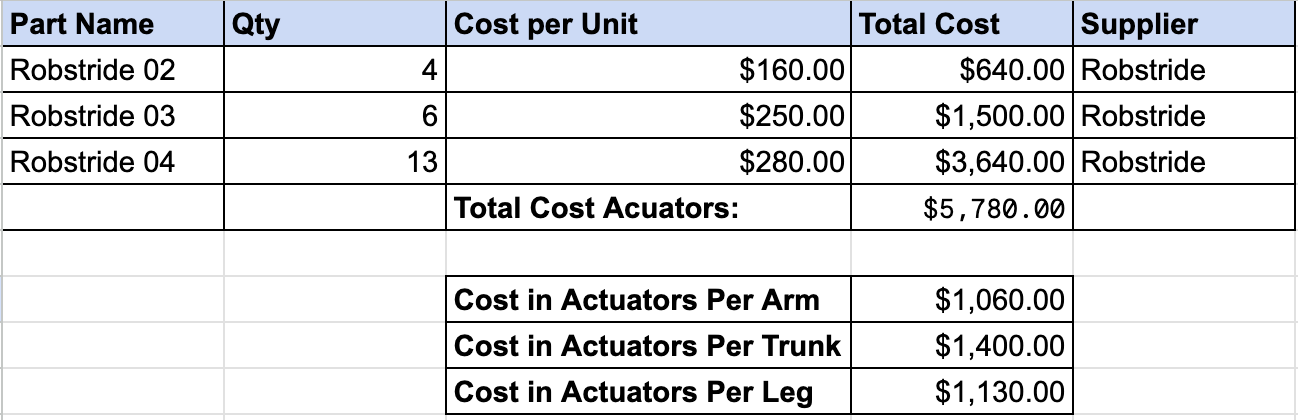 Part Name Qty Cost per Unit Total Cost Supplier
Robstride 02 4 $160.00 $640.00 Robstride
Robstride 03 6 $250.00 $1,500.00 Robstride
Robstride 04 13 $280.00 $3,640.00 Robstride
Total Cost Acuators: $5,780.00
Cost in Actuators Per Arm $1,060.00
Cost in Actuators Per Trunk $1,400.00
Cost in Actuators Per Leg $1,130.00